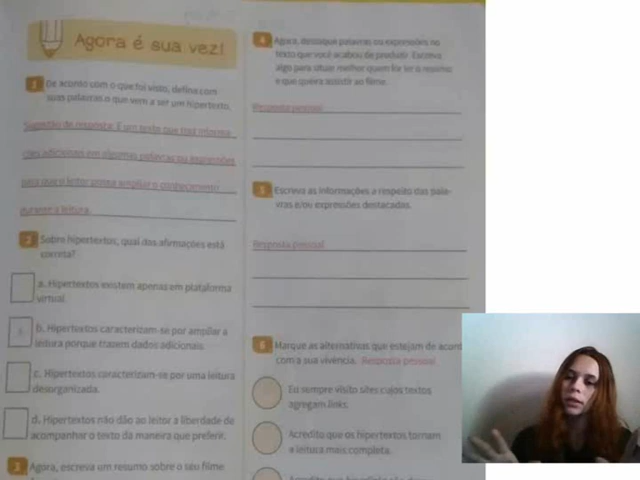 Agora é sua vez!
1 De acordo com o que foi visto, defina com
suas palavras o que vem a ser um hipertexto.
Sugestão de resposta: É um texto que traz informa-
ções adicionais em algumas palavras ou expressões
para que o leitor possa ampliar o conhecimento
durante a leitura.
2 Sobre hipertextos, qual das afirmações está
correta?
a. Hipertextos existem apenas em plataforma
virtual.
x b. Hipertextos caracterizam-se por ampliar a
leitura porque trazem dados adicionais.
c. Hipertextos caracterizam-se por uma leitura
desorganizada.
d. Hipertextos não dão ao leitor a liberdade de
acompanhar o texto da maneira que preferir.
3 Agora, escreva um resumo sobre o seu filme
4 Agora, destaque palavras ou expressões no
texto que você acabou de produzir. Escreva
algo para situar melhor quem for ler o resumo
e que queira assistir ao filme.
Resposta pessoal
5 Escreva as informações a respeito das pala-
vras e/ou expressões destacadas.
Resposta pessoal
6 Marque as alternativas que estejam de acord
com a sua vivência. Resposta pessoal
Eu sempre visito sites cujos textos
agregam links.
Acredito que os hipertextos tornam
a leitura mais completa.